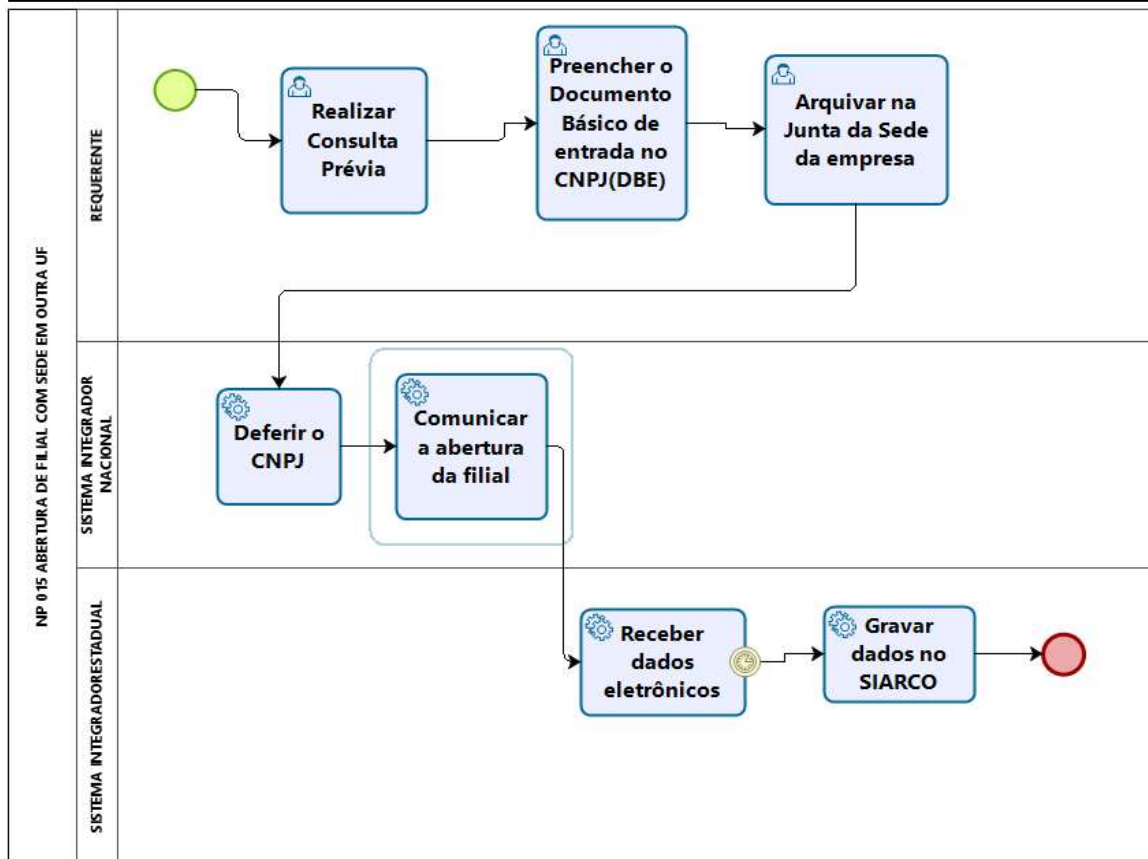 NP 015 ABERTURA DE FILIAL COM SEDE EM OUTRA UF
REQUERENTE
Realizar
Consulta
Prévia
Preencher o
Documento
Básico de
entrada no
CNPJ(DBE)
Arquivar na
Junta da Sede
da empresa
SISTEMA INTEGRADOR
NACIONAL
Deferir o
CNPJ
Comunicar
a abertura
da filial
SISTEMA INTEGRADORESTADUAL
Receber
dados
eletrônicos
Gravar
dados no
SIARCO